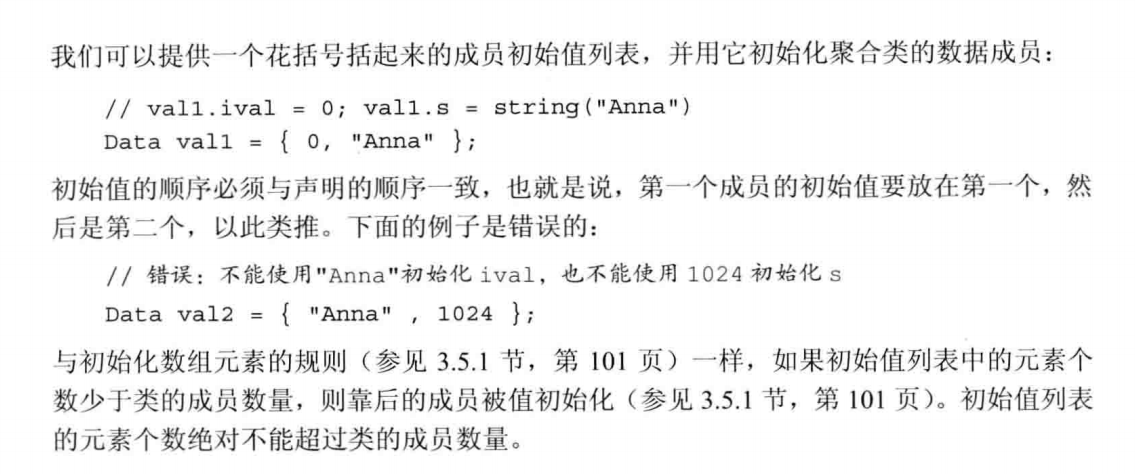 我们可以提供一个花括号括起来的成员初始值列表，并用它初始化聚合类的数据成员：
// val1.ival = 0; val1.s = string("Anna")
Data val1 = { 0, "Anna" };
初始值的顺序必须与声明的顺序一致，也就是说，第一个成员的初始值要放在第一个，然
后是第二个，以此类推。下面的例子是错误的：
// 错误：不能使用"Anna"初始化 ival，也不能使用 1024 初始化 s
Data val2 = { "Anna" , 1024 };
与初始化数组元素的规则（参见 3.5.1 节，第 101 页）一样，如果初始值列表中的元素个
数少于类的成员数量，则靠后的成员被值初始化（参见 3.5.1 节，第 101 页）。初始值列表
的元素个数绝对不能超过类的成员数量。